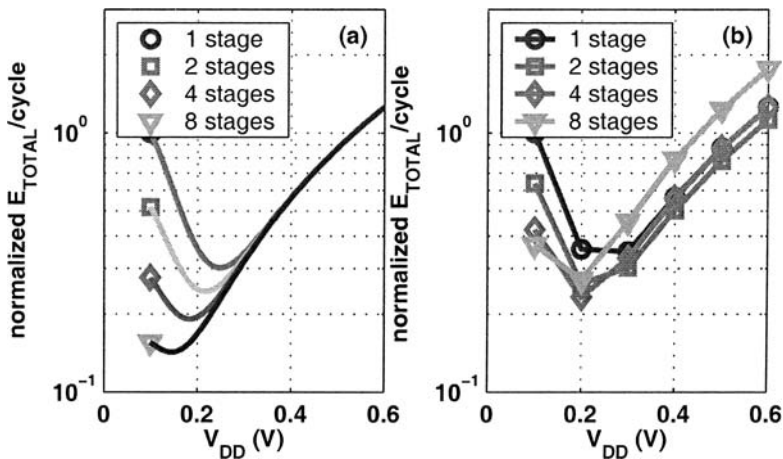 (a)
1 stage
2 stages
4 stages
8 stages
normalized E_TOTAL/cycle
10^0
10^-1
0 0.2 0.4 0.6
V_DD (V)
(b)
1 stage
2 stages
4 stages
8 stages
normalized E_TOTAL/cycle
10^0
10^-1
0 0.2 0.4 0.6
V_DD (V)